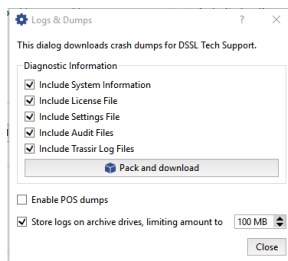 Logs & Dumps
This dialog downloads crash dumps for DSSL Tech Support.
Diagnostic Information
Include System Information
Include License File
Include Settings File
Include Audit Files
Include Trassir Log Files
Pack and download
Enable POS dumps
Store logs on archive drives, limiting amount to 100 MB
Close